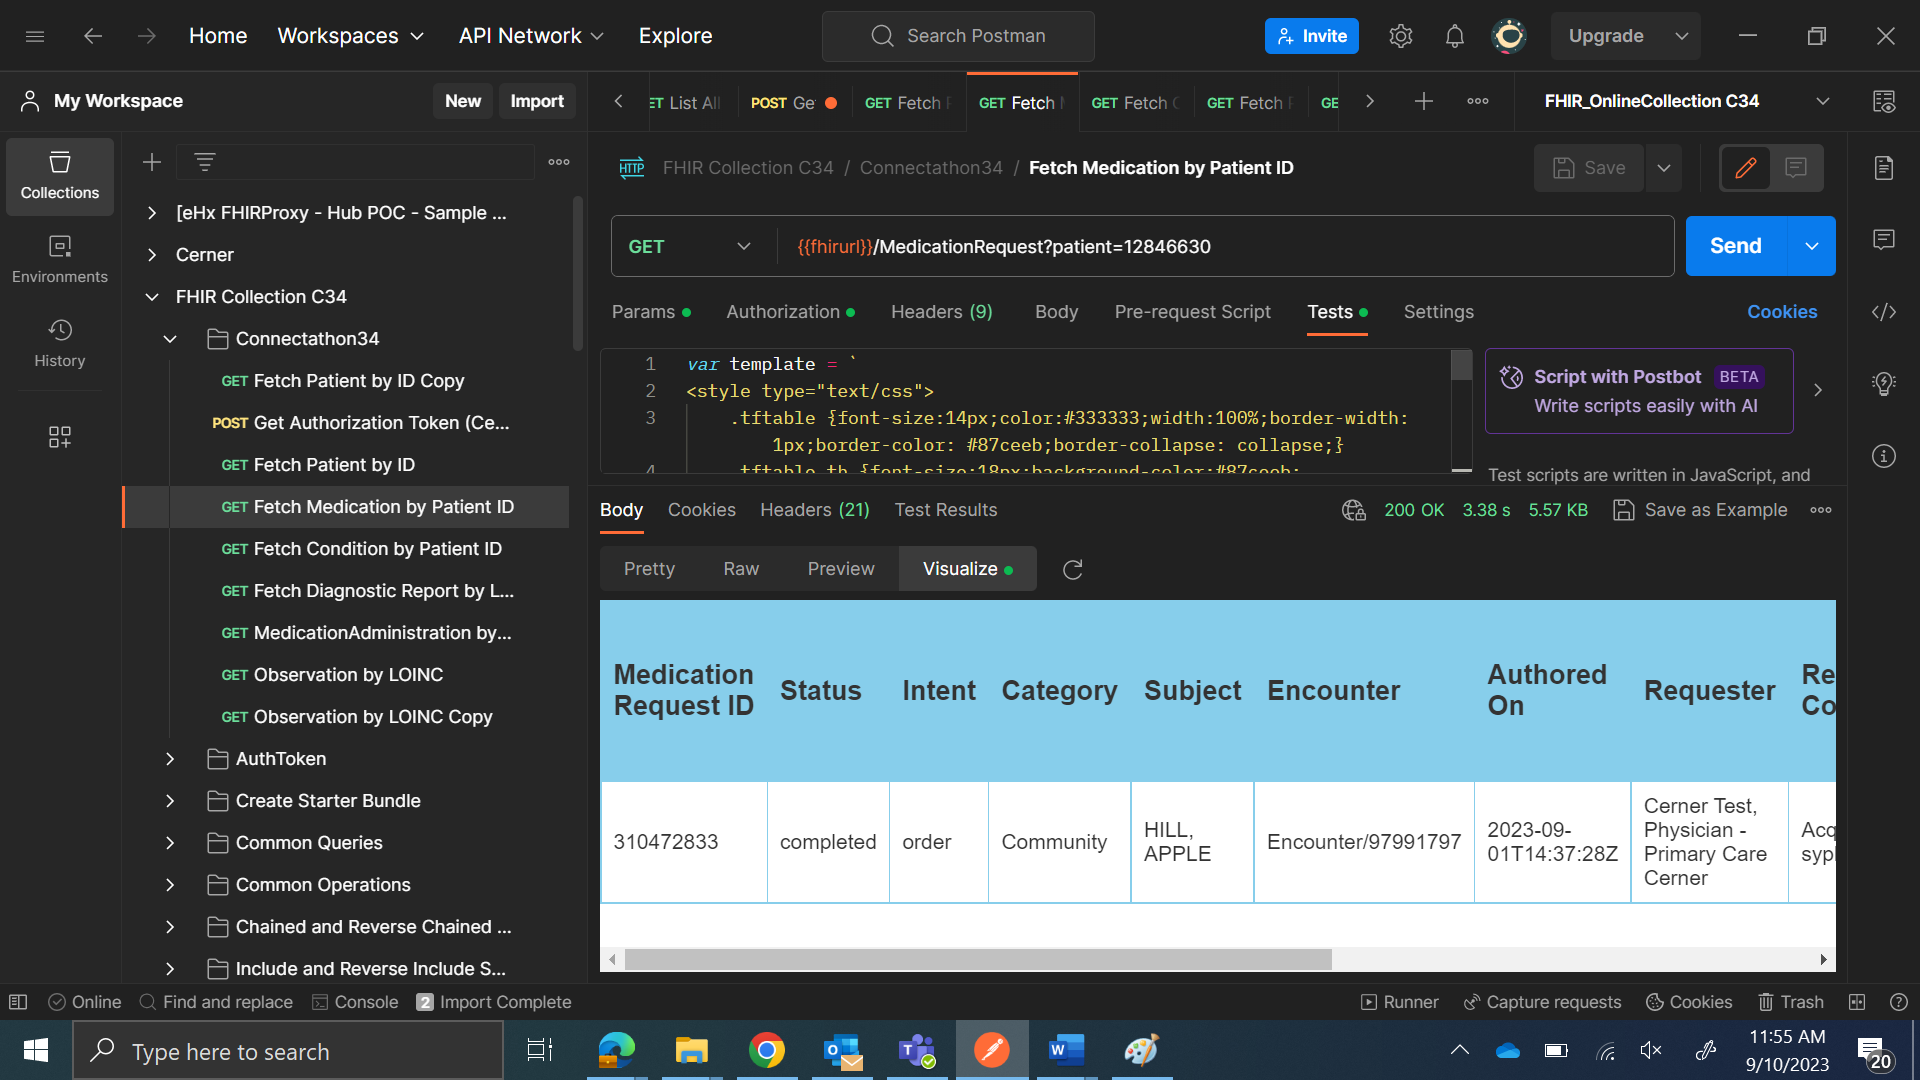 Home Workspaces API Network Explore Search Postman Invite Upgrade
My Workspace New Import
ET List All POST Ge GET Fetch GET Fetch GET Fetch GET Fetch GE FHIR_OnlineCollection C34
Collections
Environments
History
[eHx FHIRProxy - Hub POC - Sample ...
Cerner
FHIR Collection C34
Connectathon34
GET Fetch Patient by ID Copy
POST Get Authorization Token (Ce...
GET Fetch Patient by ID
GET Fetch Medication by Patient ID
GET Fetch Condition by Patient ID
GET Fetch Diagnostic Report by L...
GET MedicationAdministration by...
GET Observation by LOINC
GET Observation by LOINC Copy
AuthToken
Create Starter Bundle
Common Queries
Common Operations
Chained and Reverse Chained ...
Include and Reverse Include S...
HTTP FHIR Collection C34 / Connectathon34 / Fetch Medication by Patient ID Save
GET {{fhirurl}}/MedicationRequest?patient=12846630 Send
Params Authorization Headers (9) Body Pre-request Script Tests Settings Cookies
1 var template = `
2 <style type="text/css">
3 .tftable {font-size:14px;color:#333333;width:100%;border-width:
1px;border-color: #87ceeb;border-collapse: collapse;}
4 .tftable th {font-size:18px;background-color:#87ceeb;
Script with Postbot BETA
Write scripts easily with AI
Test scripts are written in JavaScript, and
Body Cookies Headers (21) Test Results 200 OK 3.38 s 5.57 KB Save as Example
Pretty Raw Preview Visualize
Medication Request ID Status Intent Category Subject Encounter Authored On Requester Re Co
310472833 completed order Community HILL, APPLE Encounter/97991797 2023-09-01T14:37:28Z Cerner Test, Physician - Primary Care Cerner Acq syp
Online Find and replace Console 2 Import Complete Runner Capture requests Cookies Trash
Type here to search
11:55 AM
9/10/2023
20